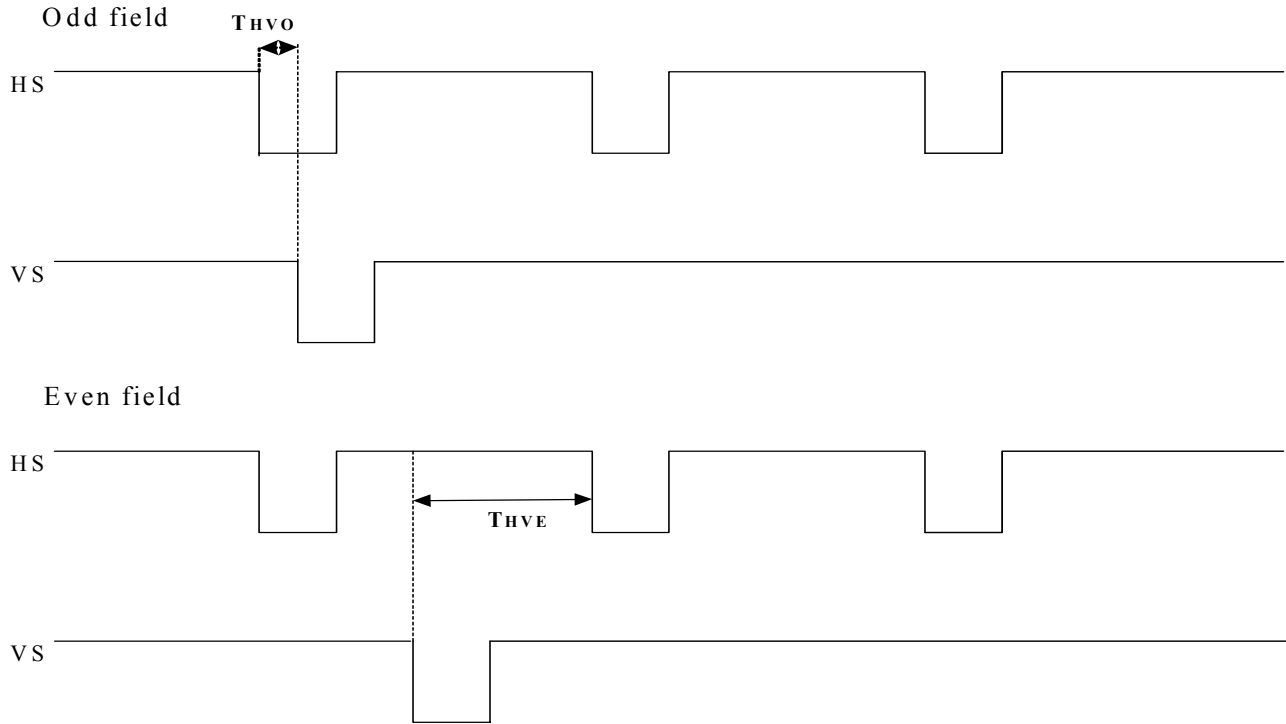 Odd field
THVO
HS
VS
Even field
HS
THVE
VS